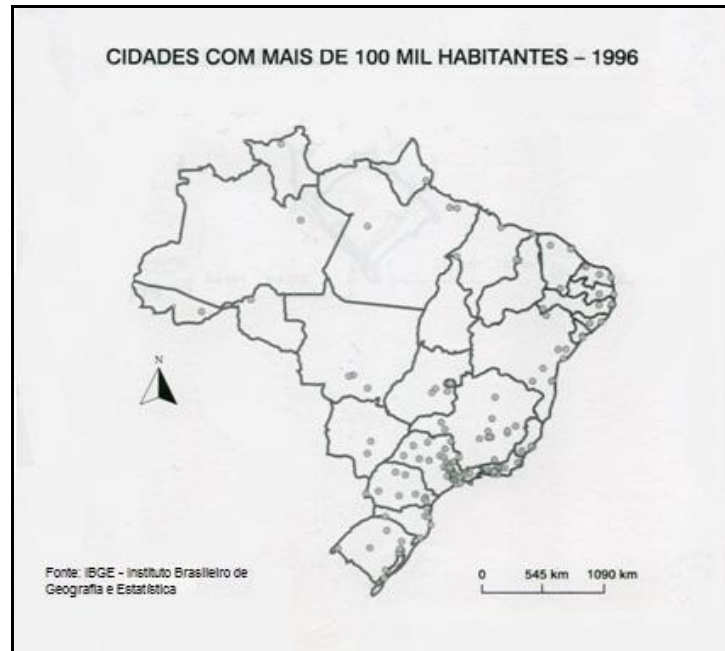 CIDADES COM MAIS DE 100 MIL HABITANTES – 1996
N
Fonte: IBGE - Instituto Brasileiro de
Geografia e Estatística
0 545 km 1090 km